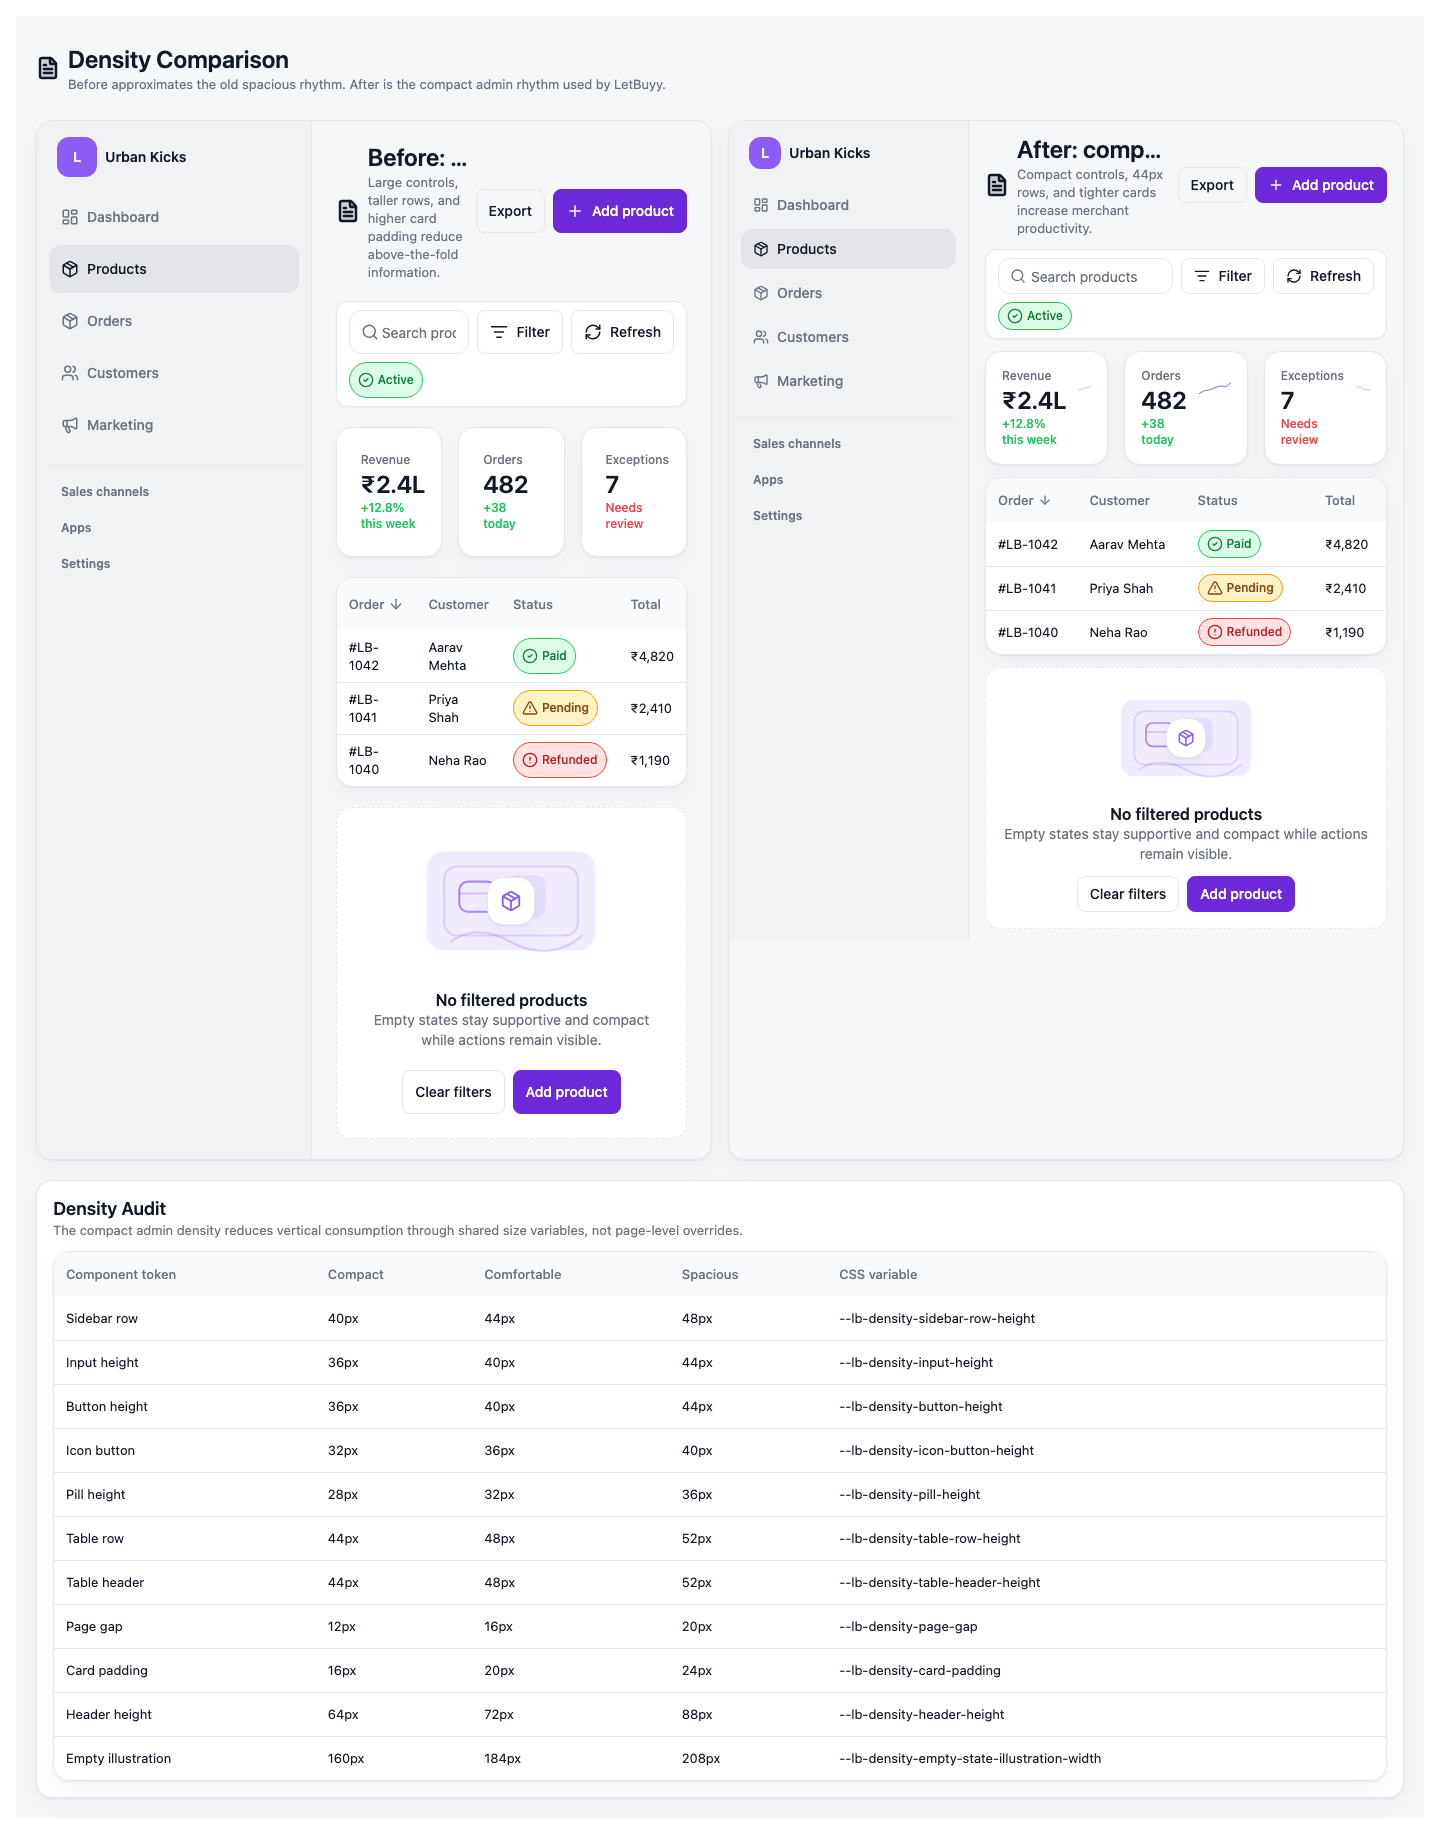 Density Comparison
Before approximates the old spacious rhythm. After is the compact admin rhythm used by LetBuyy.
L
Urban Kicks
Dashboard
Products
Orders
Customers
Marketing
Sales channels
Apps
Settings
Before: ...
Large controls,
taller rows, and
higher card
padding reduce
above-the-fold
information.
Export
Add product
Search proc
Filter
Refresh
Active
Revenue
₹2.4L
+12.8%
this week
Orders
482
+38
today
Exceptions
7
Needs
review
Order Customer Status Total
#LB-
1042
Aarav
Mehta
Paid
₹4,820
#LB-
1041
Priya
Shah
Pending
₹2,410
#LB-
1040
Neha Rao
Refunded
₹1,190
No filtered products
Empty states stay supportive and compact
while actions remain visible.
Clear filters
Add product
L
Urban Kicks
Dashboard
Products
Orders
Customers
Marketing
Sales channels
Apps
Settings
After: comp...
Compact controls, 44px
rows, and tighter cards
increase merchant
productivity.
Export
Add product
Search products
Filter
Refresh
Active
Revenue
₹2.4L
+12.8%
this week
Orders
482
+38
today
Exceptions
7
Needs
review
Order Customer Status Total
#LB-1042 Aarav Mehta Paid ₹4,820
#LB-1041 Priya Shah Pending ₹2,410
#LB-1040 Neha Rao Refunded ₹1,190
No filtered products
Empty states stay supportive and compact while actions
remain visible.
Clear filters
Add product
Density Audit
The compact admin density reduces vertical consumption through shared size variables, not page-level overrides.
Component token Compact Comfortable Spacious CSS variable
Sidebar row 40px 44px 48px --lb-density-sidebar-row-height
Input height 36px 40px 44px --lb-density-input-height
Button height 36px 40px 44px --lb-density-button-height
Icon button 32px 36px 40px --lb-density-icon-button-height
Pill height 28px 32px 36px --lb-density-pill-height
Table row 44px 48px 52px --lb-density-table-row-height
Table header 44px 48px 52px --lb-density-table-header-height
Page gap 12px 16px 20px --lb-density-page-gap
Card padding 16px 20px 24px --lb-density-card-padding
Header height 64px 72px 88px --lb-density-header-height
Empty illustration 160px 184px 208px --lb-density-empty-state-illustration-width